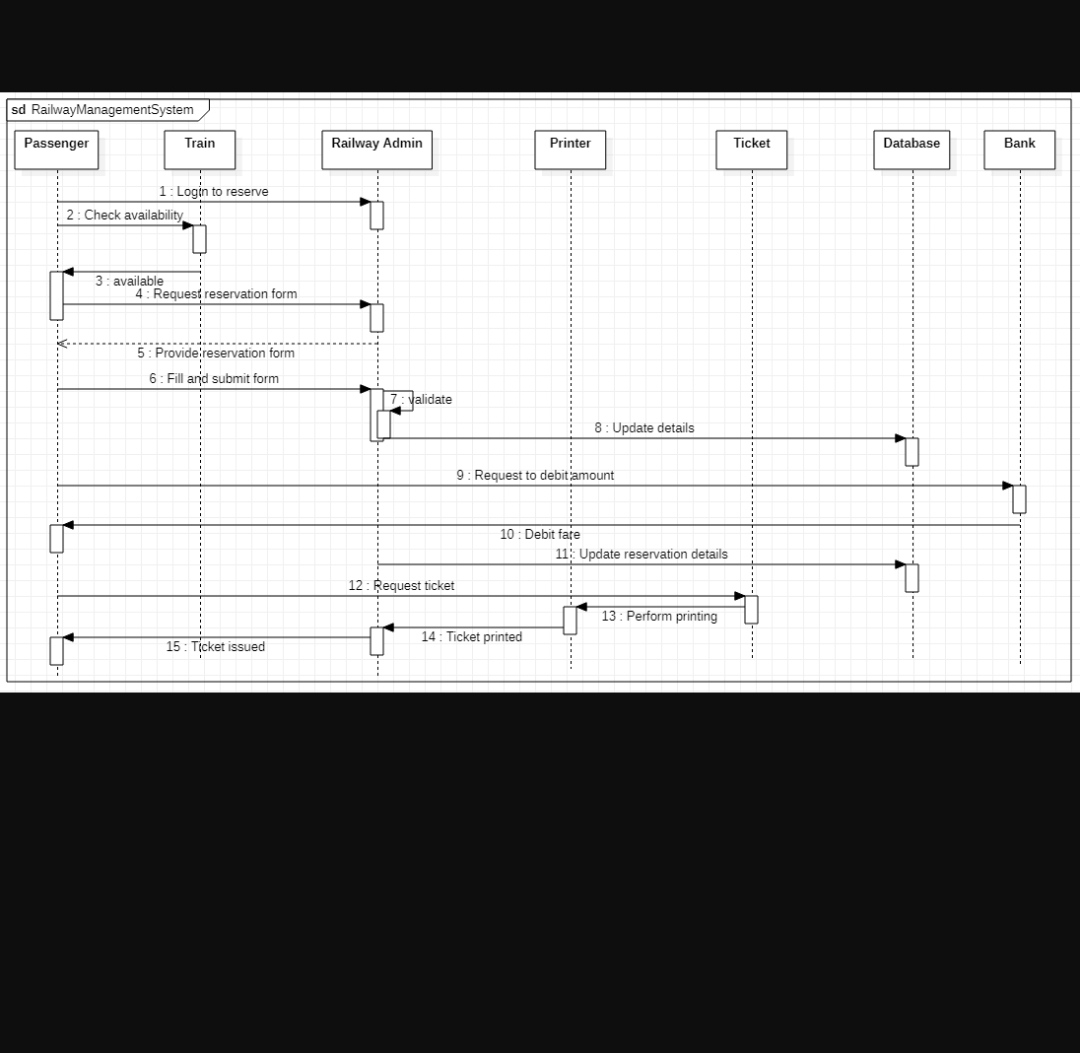 sd RailwayManagementSystem
Passenger
Train
Railway Admin
Printer
Ticket
Database
Bank
1 : Login to reserve
2 : Check availability
3 : available
4 : Request reservation form
5 : Provide reservation form
6 : Fill and submit form
7 : validate
8 : Update details
9 : Request to debit amount
10 : Debit fare
11 : Update reservation details
12 : Request ticket
13 : Perform printing
14 : Ticket printed
15 : Ticket issued